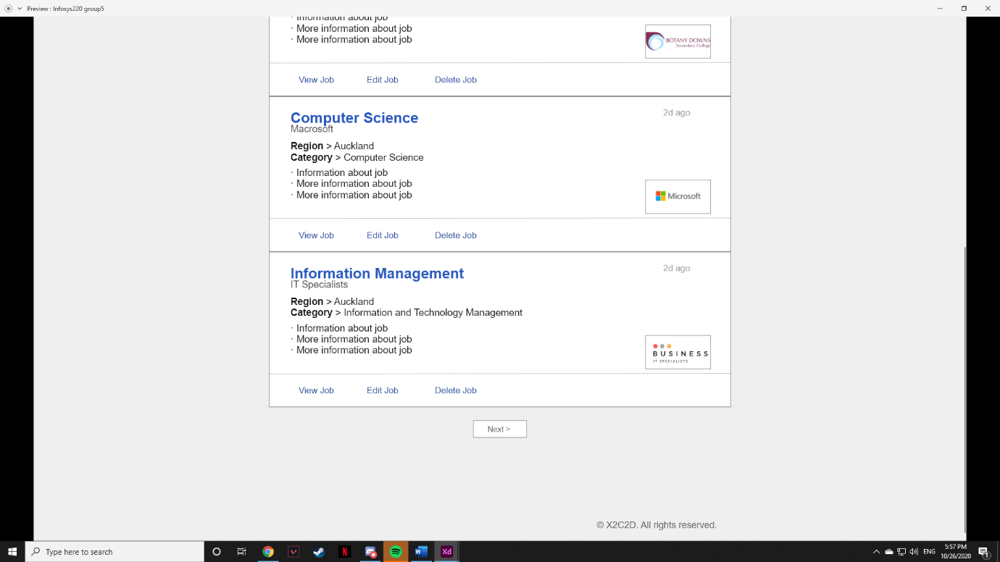 Preview : Infosys220 group5
· Information about job
· More information about job
· More information about job
BOTANY DOWNS
Secondary College
View Job Edit Job Delete Job
Computer Science
2d ago
Macrosoft
Region > Auckland
Category > Computer Science
· Information about job
· More information about job
· More information about job
Microsoft
View Job Edit Job Delete Job
Information Management
2d ago
IT Specialists
Region > Auckland
Category > Information and Technology Management
· Information about job
· More information about job
· More information about job
BUSINESS
IT SPECIALISTS
View Job Edit Job Delete Job
Next >
© X2C2D. All rights reserved.
Type here to search
N
W
Xd
ENG
5:57 PM
10/26/2020
1